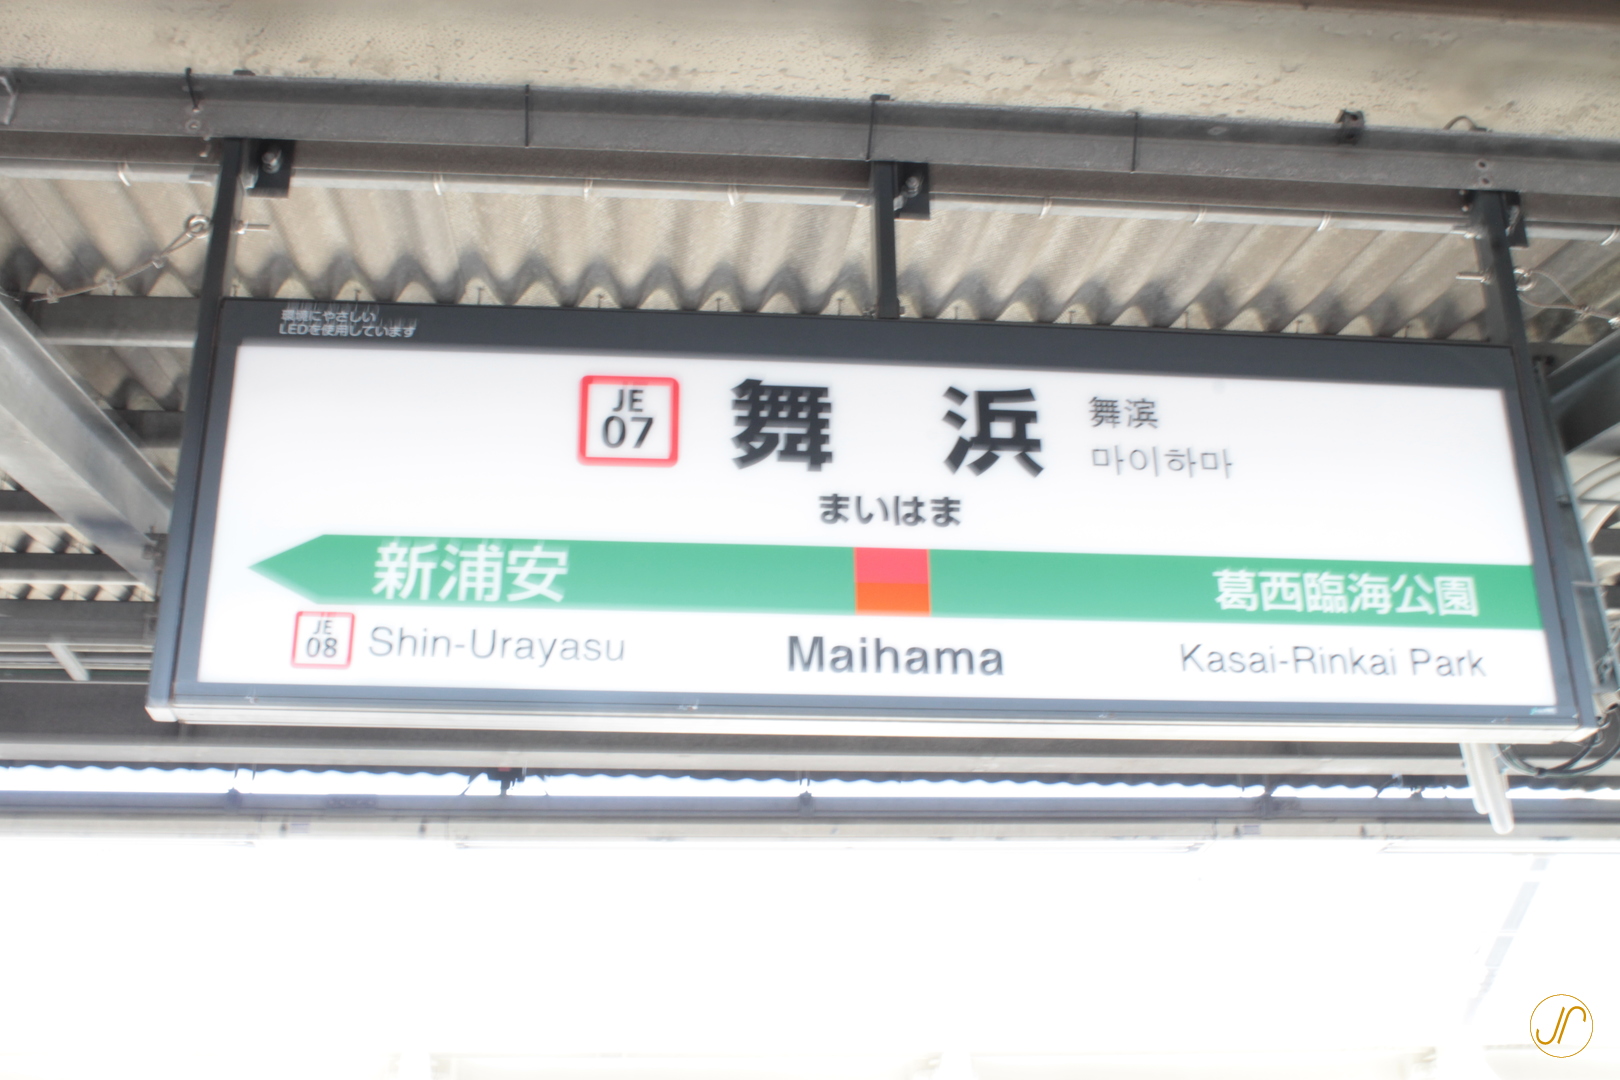 環境にやさしい
LEDを使用しています
JE
07
舞浜
舞滨
마이하마
まいはま
新浦安
葛西臨海公園
JE
08
Shin-Urayasu
Maihama
Kasai-Rinkai Park